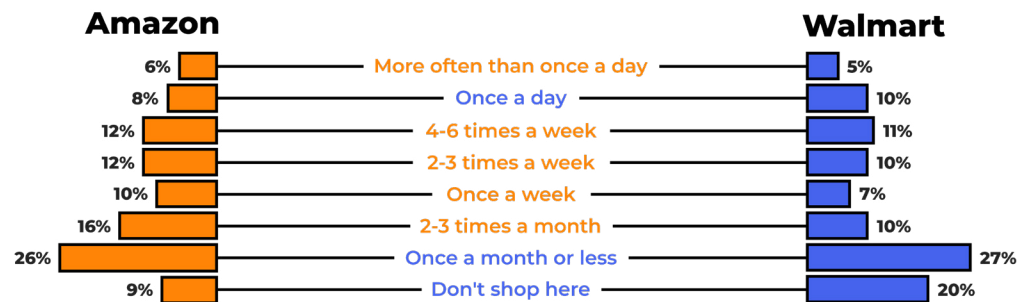 Amazon Walmart
6% More often than once a day 5%
8% Once a day 10%
12% 4-6 times a week 11%
12% 2-3 times a week 10%
10% Once a week 7%
16% 2-3 times a month 10%
26% Once a month or less 27%
9% Don't shop here 20%